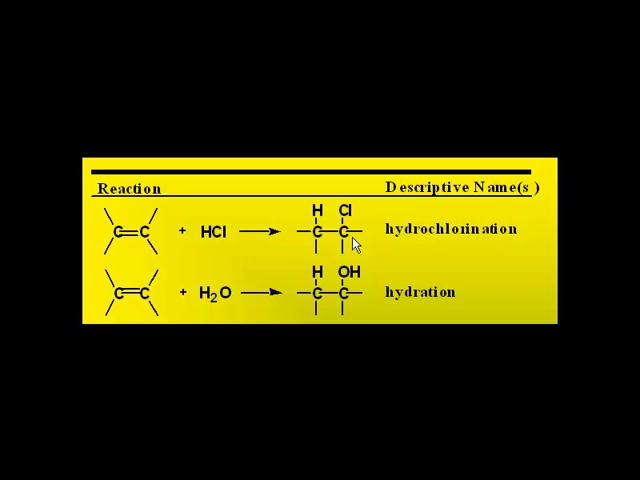 Reaction Descriptive Name(s )
H Cl
C=C + HCl → -C-C- hydrochlorination
H OH
C=C + H2O → -C-C- hydration